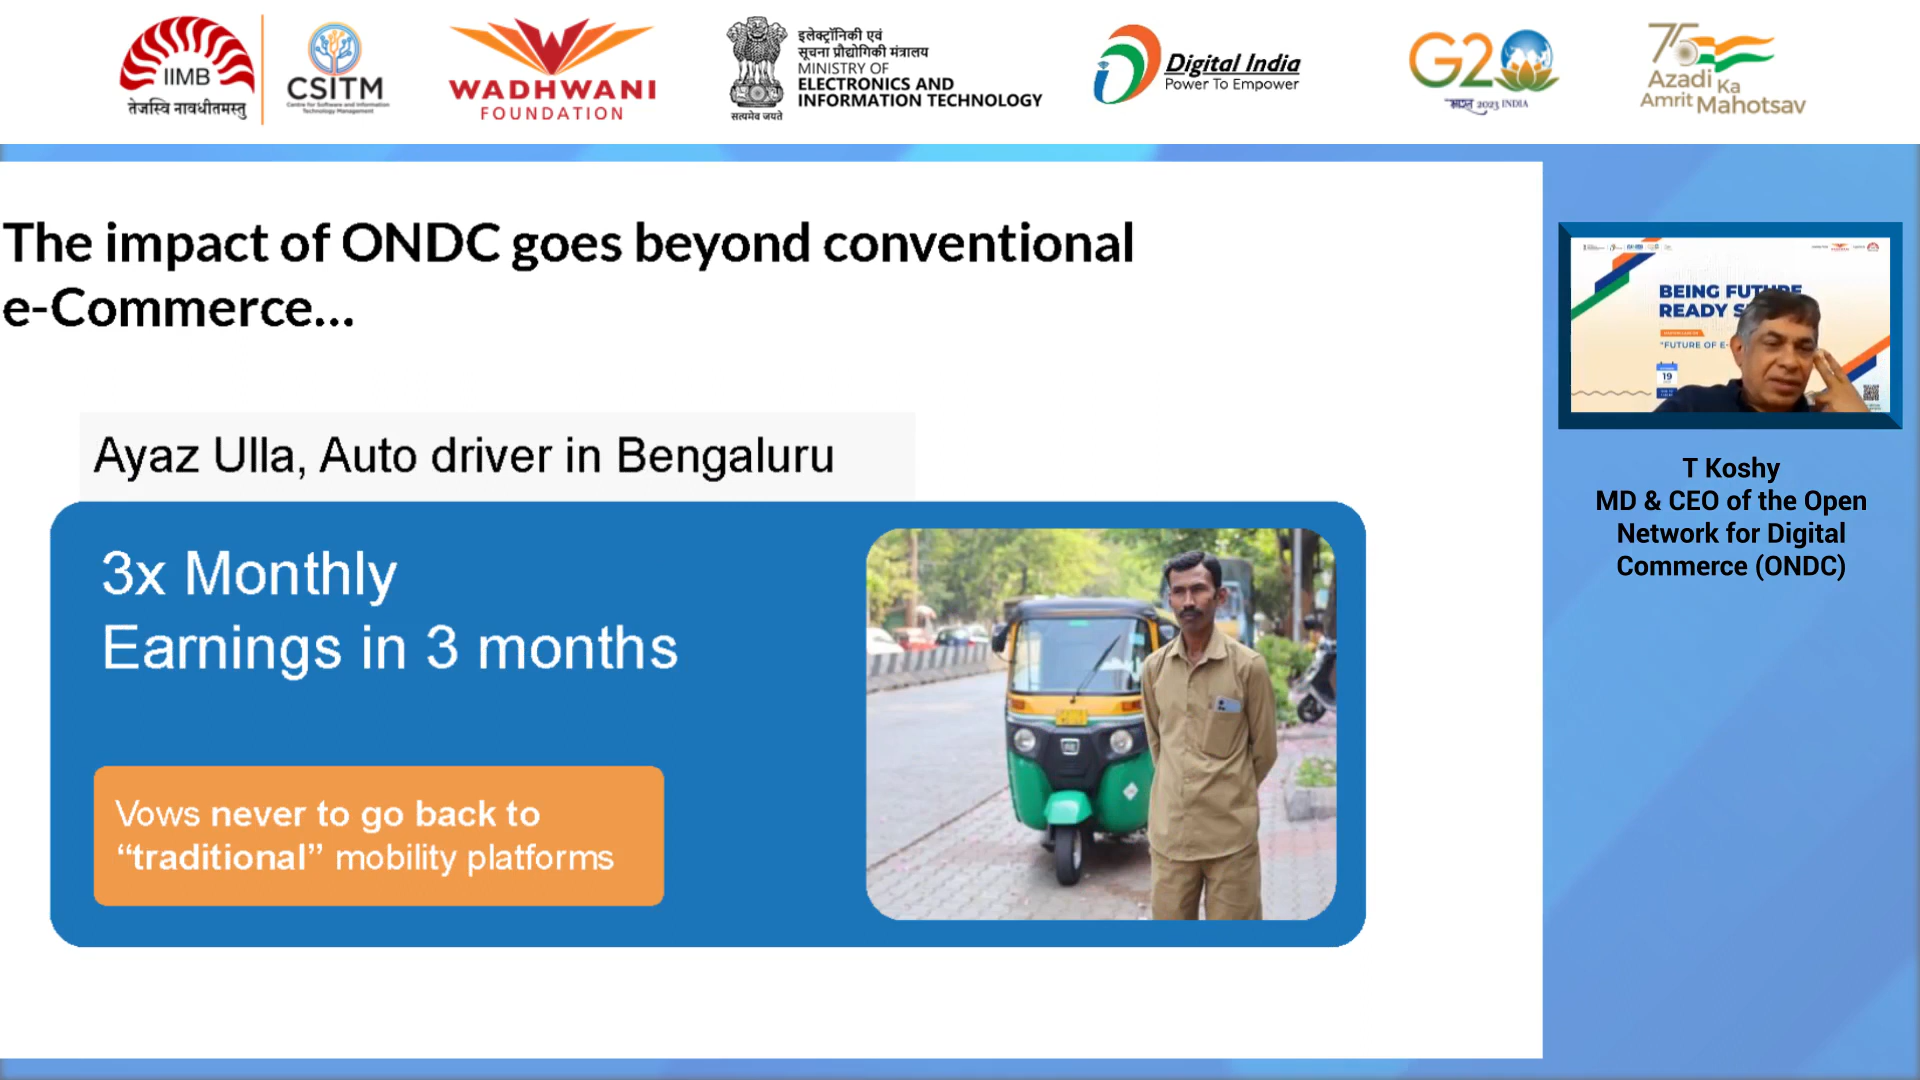 IIMB
तेजस्वि नावधीतमस्तु
CSITM
Centre for Software and Information
Technology Management
WADHWANI
FOUNDATION
सत्यमेव जयते
इलेक्ट्रॉनिकी एवं
सूचना प्रौद्योगिकी मंत्रालय
MINISTRY OF
ELECTRONICS AND
INFORMATION TECHNOLOGY
Digital India
Power To Empower
G20
भारत 2023 INDIA
75
Azadi Ka
Amrit Mahotsav
The impact of ONDC goes beyond conventional
e-Commerce...
Ayaz Ulla, Auto driver in Bengaluru
3x Monthly
Earnings in 3 months
Vows never to go back to
“traditional” mobility platforms
BEING FUTURE
READY S
"FUTURE OF E-
19
T Koshy
MD & CEO of the Open
Network for Digital
Commerce (ONDC)